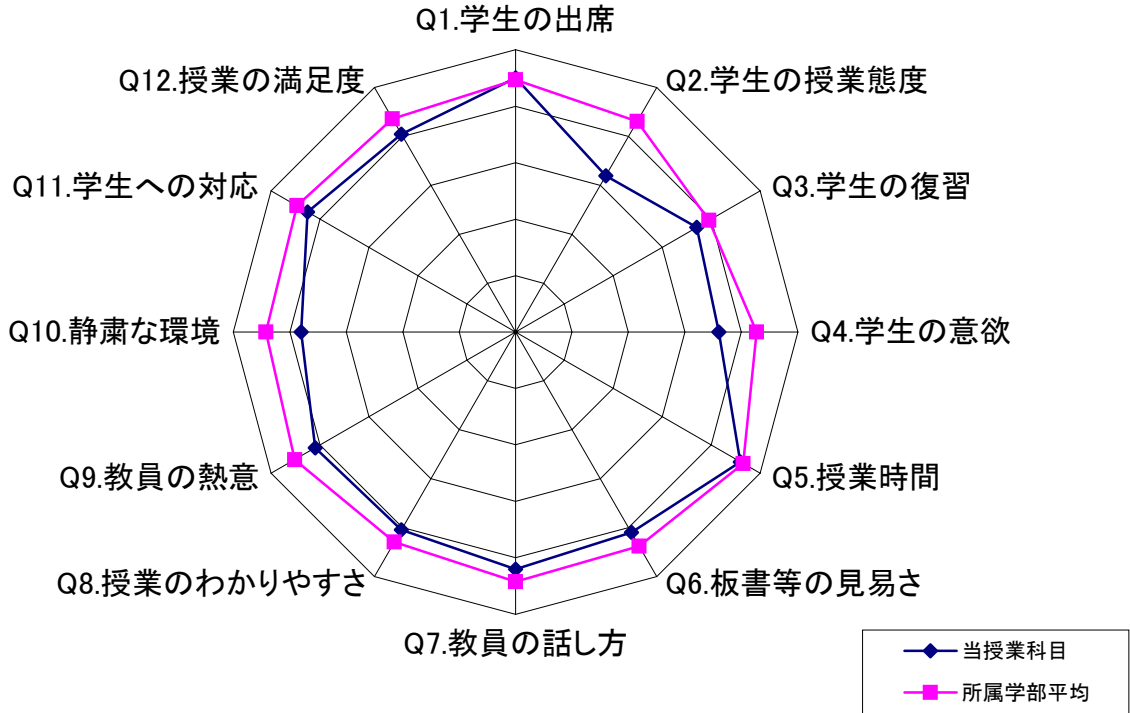 Q1.学生の出席
Q2.学生の授業態度
Q3.学生の復習
Q4.学生の意欲
Q5.授業時間
Q6.板書等の見易さ
Q7.教員の話し方
Q8.授業のわかりやすさ
Q9.教員の熱意
Q10.静粛な環境
Q11.学生への対応
Q12.授業の満足度
当授業科目
所属学部平均